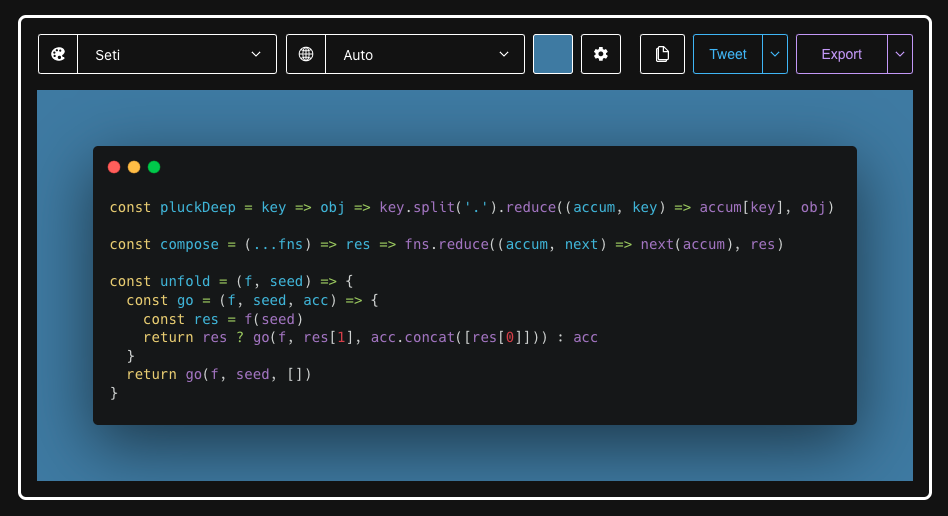 Seti Auto Tweet Export
const pluckDeep = key => obj => key.split('.').reduce((accum, key) => accum[key], obj)
const compose = (...fns) => res => fns.reduce((accum, next) => next(accum), res)
const unfold = (f, seed) => {
  const go = (f, seed, acc) => {
    const res = f(seed)
    return res ? go(f, res[1], acc.concat([res[0]])) : acc
  }
  return go(f, seed, [])
}